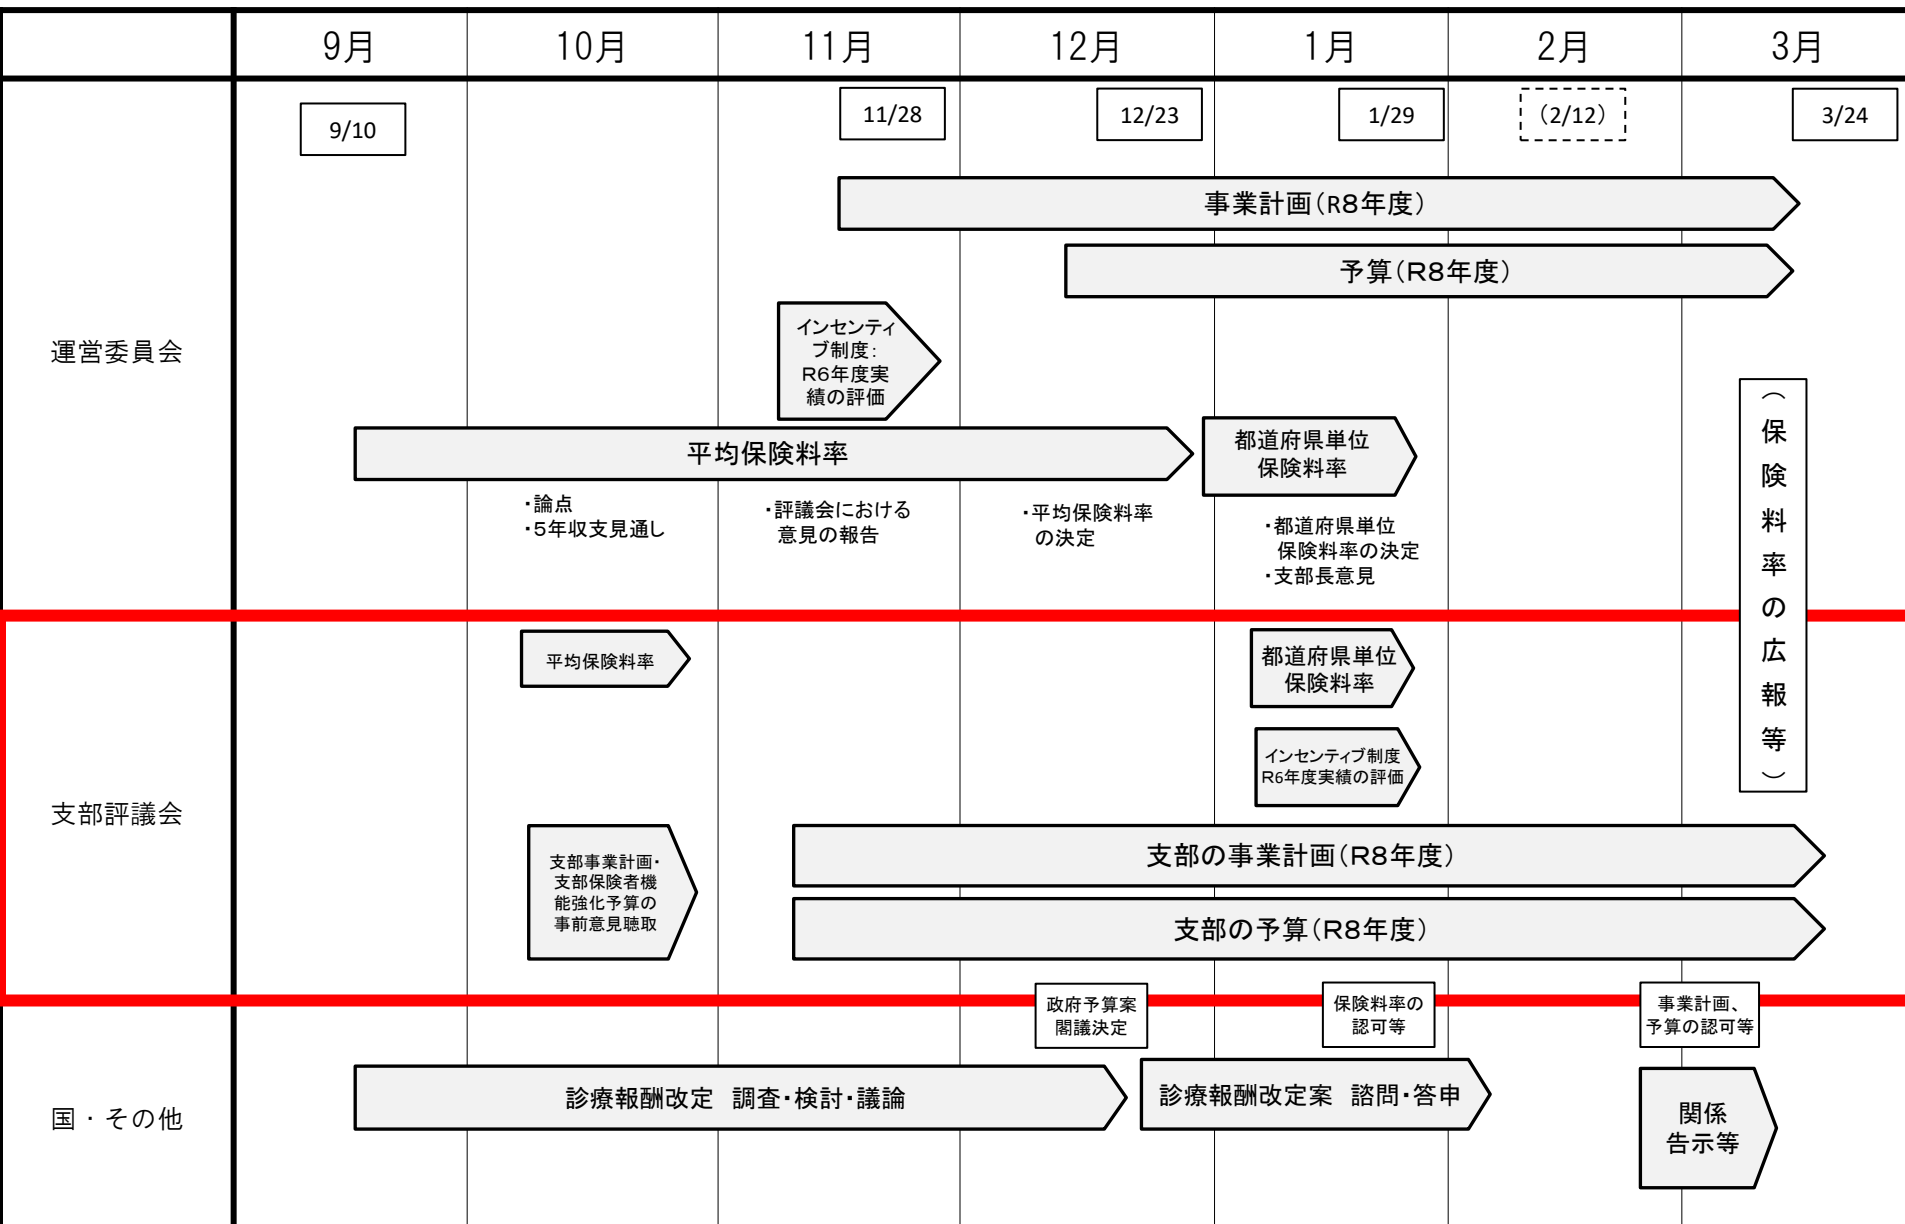 9月
10月
11月
12月
1月
2月
3月
運営委員会
9/10
11/28
12/23
1/29
(2/12)
3/24
事業計画(R8年度)
予算(R8年度)
インセンティ
ブ制度:
R6年度実
績の評価
平均保険料率
都道府県単位
保険料率
・論点
・5年収支見通し
・評議会における
意見の報告
・平均保険料率
の決定
・都道府県単位
保険料率の決定
・支部長意見
(保険料率の広報等)
支部評議会
平均保険料率
都道府県単位
保険料率
インセンティブ制度
R6年度実績の評価
支部事業計画・
支部保険者機
能強化予算の
事前意見聴取
支部の事業計画(R8年度)
支部の予算(R8年度)
国・その他
政府予算案
閣議決定
保険料率の
認可等
事業計画、
予算の認可等
診療報酬改定 調査・検討・議論
診療報酬改定案 諮問・答申
関係
告示等